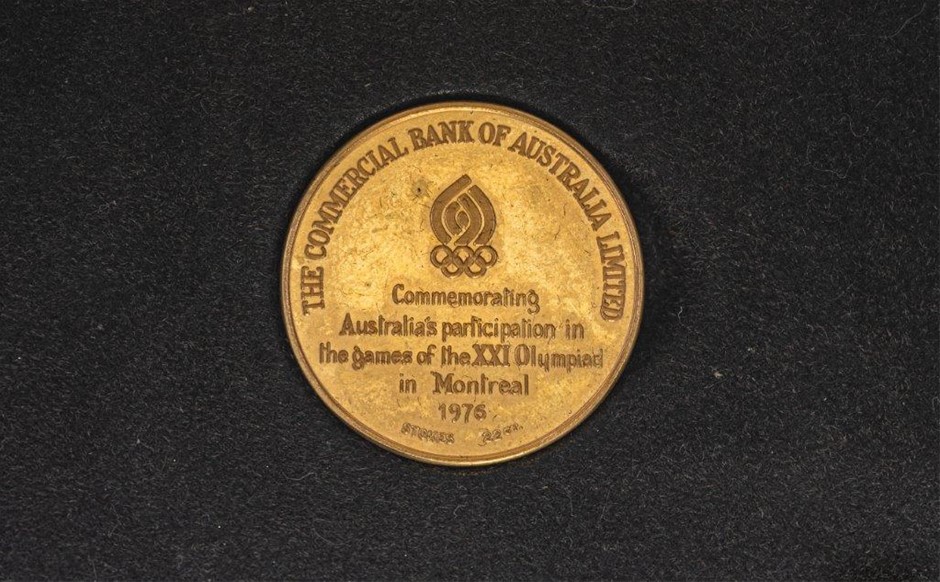 THE COMMERCIAL BANK OF AUSTRALIA LIMITED
Commemorating
Australia's participation in
the games of the XXI Olympiad
in Montreal
1976
22